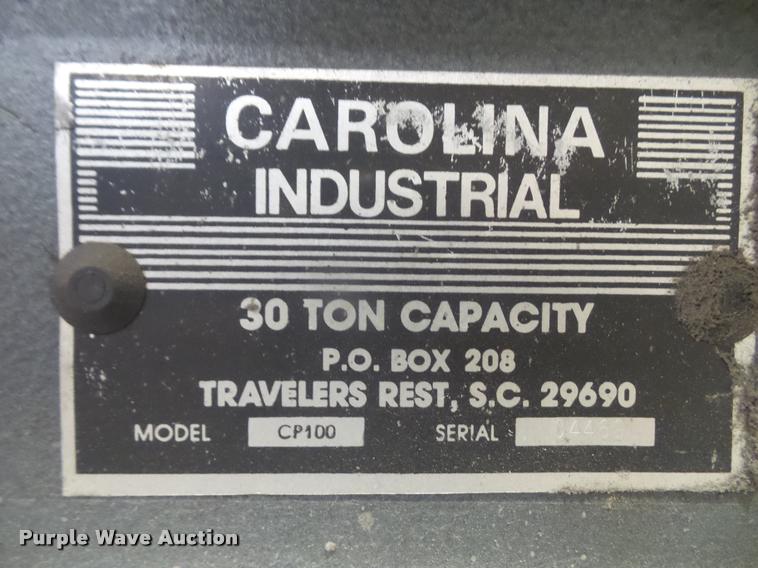 CAROLINA
INDUSTRIAL
30 TON CAPACITY
P.O. BOX 208
TRAVELERS REST, S.C. 29690
MODEL CP100 SERIAL
Purple Wave Auction